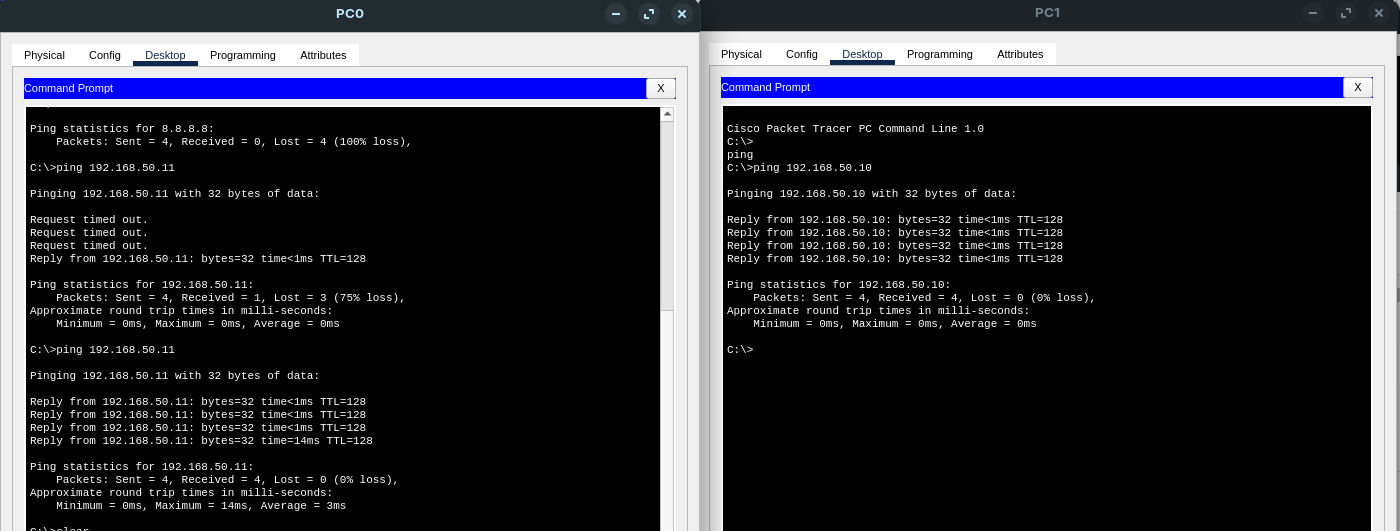 PC0
Physical Config Desktop Programming Attributes
Command Prompt X
Ping statistics for 8.8.8.8:
Packets: Sent = 4, Received = 0, Lost = 4 (100% loss),
C:\>ping 192.168.50.11
Pinging 192.168.50.11 with 32 bytes of data:
Request timed out.
Request timed out.
Request timed out.
Reply from 192.168.50.11: bytes=32 time<1ms TTL=128
Ping statistics for 192.168.50.11:
Packets: Sent = 4, Received = 1, Lost = 3 (75% loss),
Approximate round trip times in milli-seconds:
Minimum = 0ms, Maximum = 0ms, Average = 0ms
C:\>ping 192.168.50.11
Pinging 192.168.50.11 with 32 bytes of data:
Reply from 192.168.50.11: bytes=32 time<1ms TTL=128
Reply from 192.168.50.11: bytes=32 time<1ms TTL=128
Reply from 192.168.50.11: bytes=32 time<1ms TTL=128
Reply from 192.168.50.11: bytes=32 time=14ms TTL=128
Ping statistics for 192.168.50.11:
Packets: Sent = 4, Received = 4, Lost = 0 (0% loss),
Approximate round trip times in milli-seconds:
Minimum = 0ms, Maximum = 14ms, Average = 3ms
C:\>clear
PC1
Physical Config Desktop Programming Attributes
Command Prompt X
Cisco Packet Tracer PC Command Line 1.0
C:\>
ping
C:\>ping 192.168.50.10
Pinging 192.168.50.10 with 32 bytes of data:
Reply from 192.168.50.10: bytes=32 time<1ms TTL=128
Reply from 192.168.50.10: bytes=32 time<1ms TTL=128
Reply from 192.168.50.10: bytes=32 time<1ms TTL=128
Reply from 192.168.50.10: bytes=32 time<1ms TTL=128
Ping statistics for 192.168.50.10:
Packets: Sent = 4, Received = 4, Lost = 0 (0% loss),
Approximate round trip times in milli-seconds:
Minimum = 0ms, Maximum = 0ms, Average = 0ms
C:\>